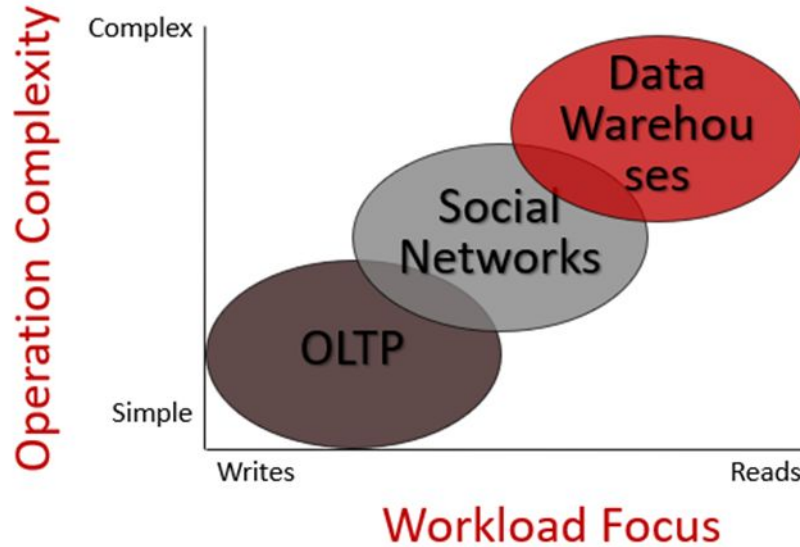 Operation Complexity
Complex
Data
Warehou
ses
Social
Networks
OLTP
Simple
Writes
Reads
Workload Focus